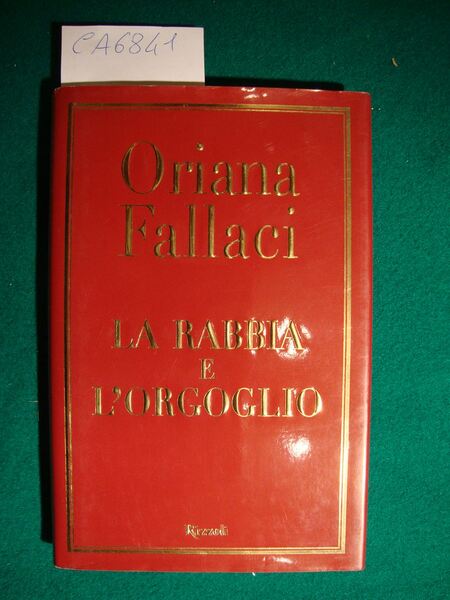 CA6841
Oriana
Fallaci
LA RABBIA
E
L'ORGOGLIO
Rizzoli